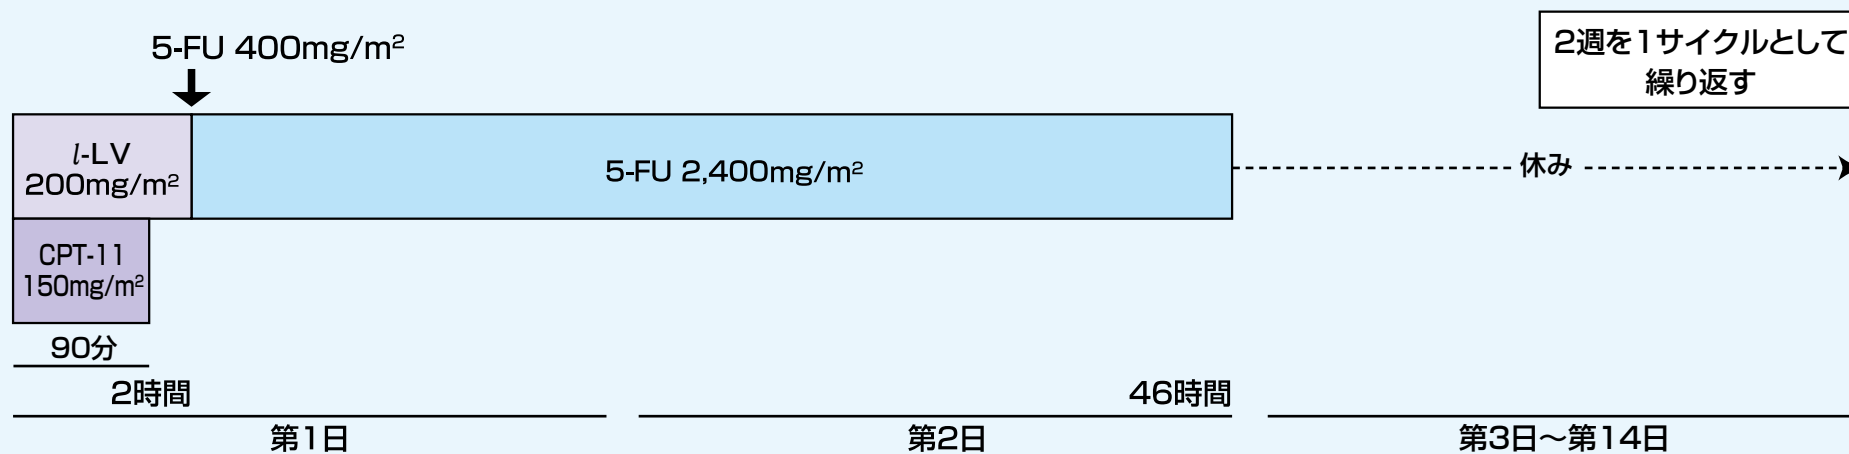 5-FU 400mg/m²
2週を1サイクルとして
繰り返す
l-LV
200mg/m²
5-FU 2,400mg/m²
休み
CPT-11
150mg/m²
90分
2時間
46時間
第1日
第2日
第3日〜第14日